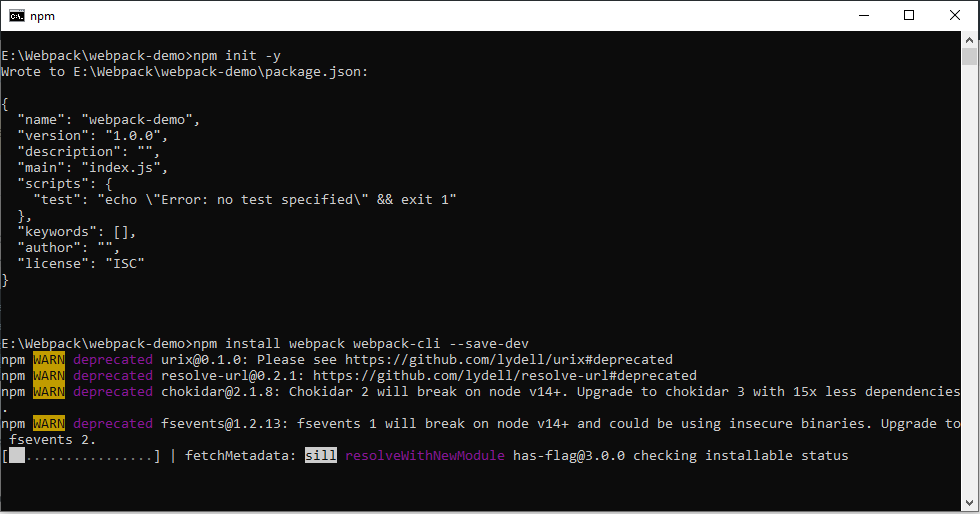 npm
E:\Webpack\webpack-demo>npm init -y
Wrote to E:\Webpack\webpack-demo\package.json:
{
  "name": "webpack-demo",
  "version": "1.0.0",
  "description": "",
  "main": "index.js",
  "scripts": {
    "test": "echo \"Error: no test specified\" && exit 1"
  },
  "keywords": [],
  "author": "",
  "license": "ISC"
}
E:\Webpack\webpack-demo>npm install webpack webpack-cli --save-dev
npm WARN deprecated urix@0.1.0: Please see https://github.com/lydell/urix#deprecated
npm WARN deprecated resolve-url@0.2.1: https://github.com/lydell/resolve-url#deprecated
npm WARN deprecated chokidar@2.1.8: Chokidar 2 will break on node v14+. Upgrade to chokidar 3 with 15x less dependencies
.
npm WARN deprecated fsevents@1.2.13: fsevents 1 will break on node v14+ and could be using insecure binaries. Upgrade to
 fsevents 2.
[  ................] | fetchMetadata: sill resolveWithNewModule has-flag@3.0.0 checking installable status